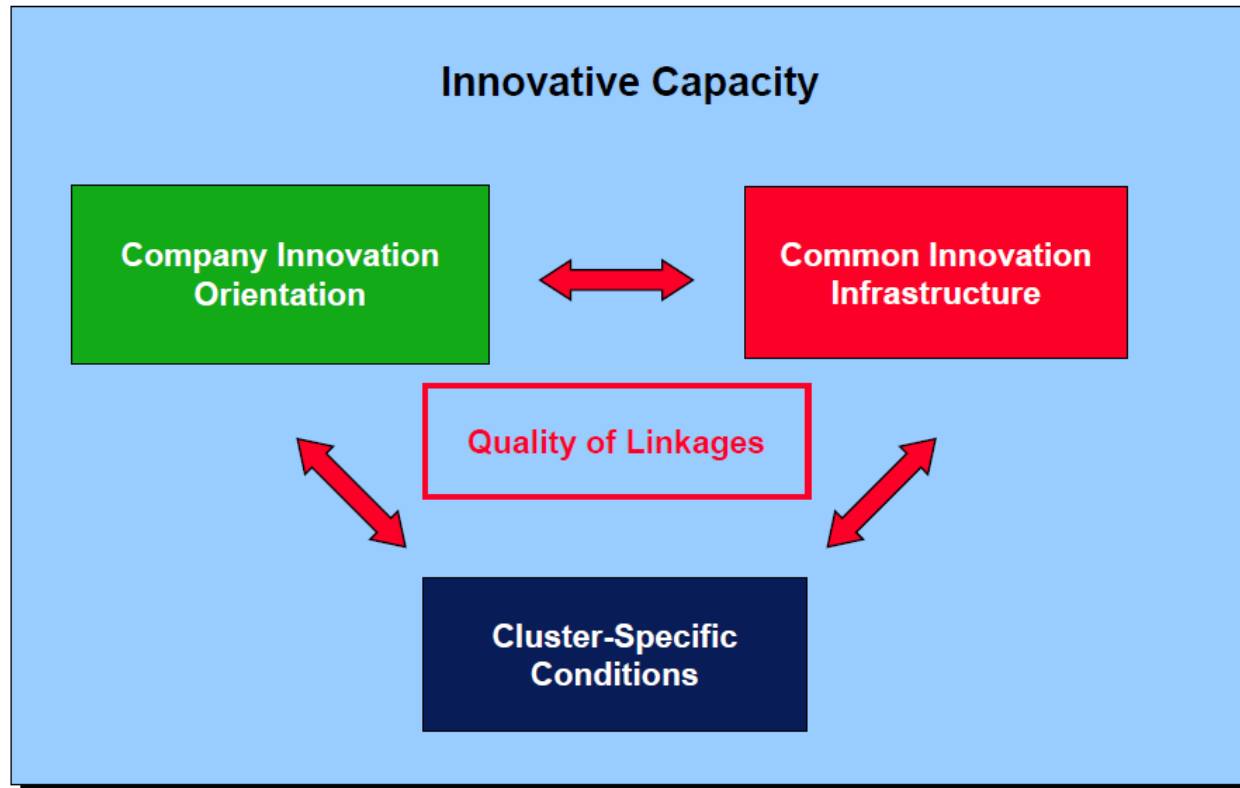 Innovative Capacity
Company Innovation
Orientation
Common Innovation
Infrastructure
Quality of Linkages
Cluster-Specific
Conditions